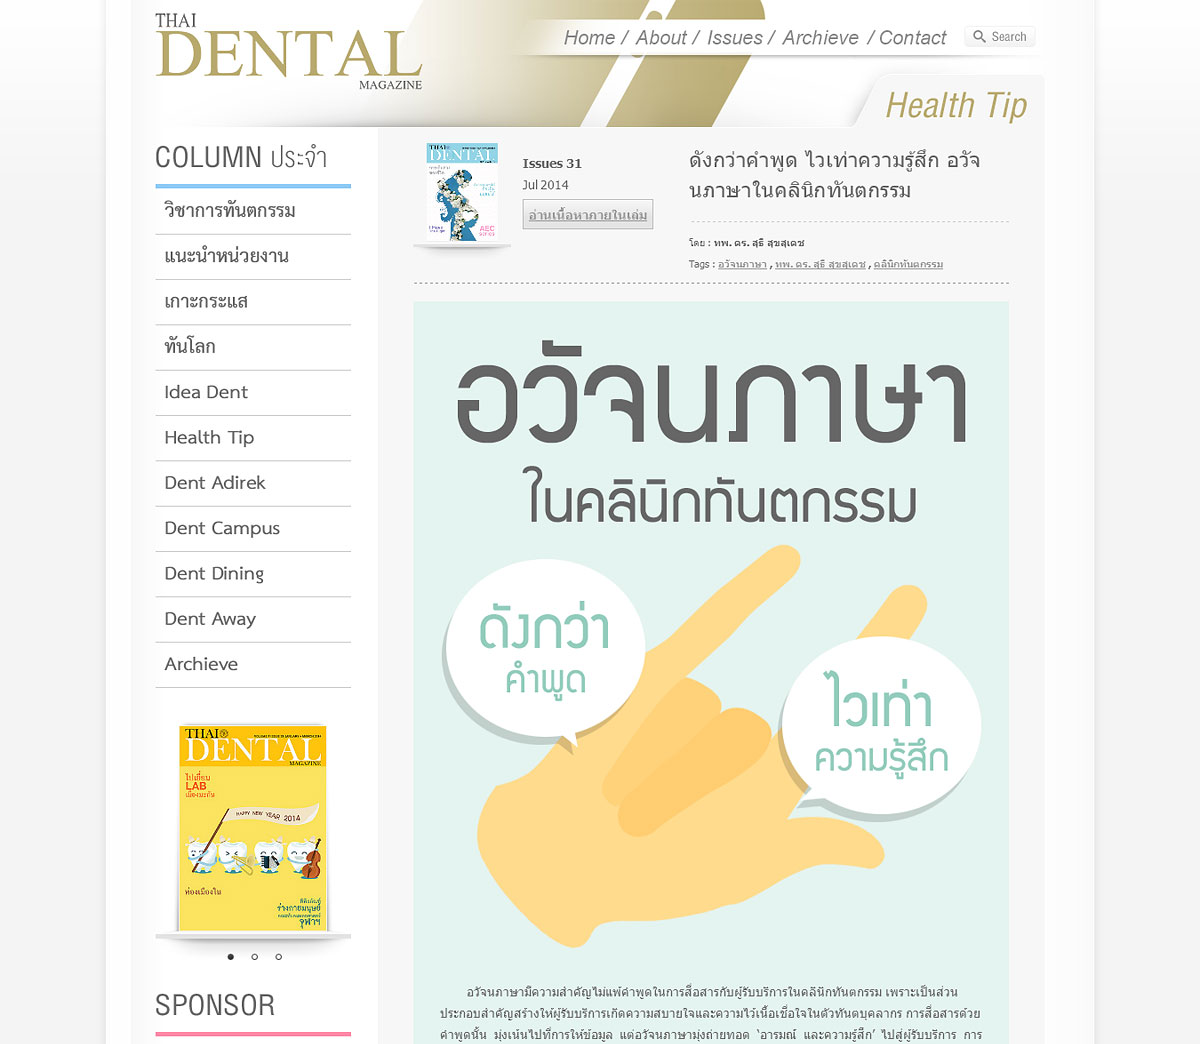 THAI
DENTAL
MAGAZINE
Home / About / Issues / Archieve / Contact
Search
Health Tip
COLUMN ประจำ
วิชาการทันตกรรม
แนะนำหน่วยงาน
เกาะกระแส
ทันโลก
Idea Dent
Health Tip
Dent Adirek
Dent Campus
Dent Dining
Dent Away
Archieve
THAI
DENTAL
MAGAZINE
ไปเยี่ยม
LAB
เมืองมะกัน
HAPPY NEW YEAR 2014
ท่องเมืองใน
ร่างกายมนุษย์
จุฬาฯ
SPONSOR
THAI
DENTAL
AEC
Issues 31
Jul 2014
อ่านเนื้อหาภายในเล่ม
ดังกว่าคำพูด ไวเท่าความรู้สึก อวัจ
นภาษาในคลินิกทันตกรรม
โดย : ทพ. ดร. สุธี สุขสุเดช
Tags : อวัจนภาษา , ทพ. ดร. สุธี สุขสุเดช , คลินิกทันตกรรม
อวัจนภาษา
ในคลินิกทันตกรรม
ดังกว่า
คำพูด
ไวเท่า
ความรู้สึก
อวัจนภาษามีความสำคัญไม่แพ้คำพูดในการสื่อสารกับผู้รับบริการในคลินิกทันตกรรม เพราะเป็นส่วน
ประกอบสำคัญสร้างให้ผู้รับบริการเกิดความสบายใจและความไว้เนื้อเชื่อใจในตัวทันตบุคลากร การสื่อสารด้วย
คำพูดนั้น มุ่งเน้นไปที่การให้ข้อมูล แต่อวัจนภาษามุ่งถ่ายทอด ‘อารมณ์ และความรู้สึก’ ไปสู่ผู้รับบริการ การ